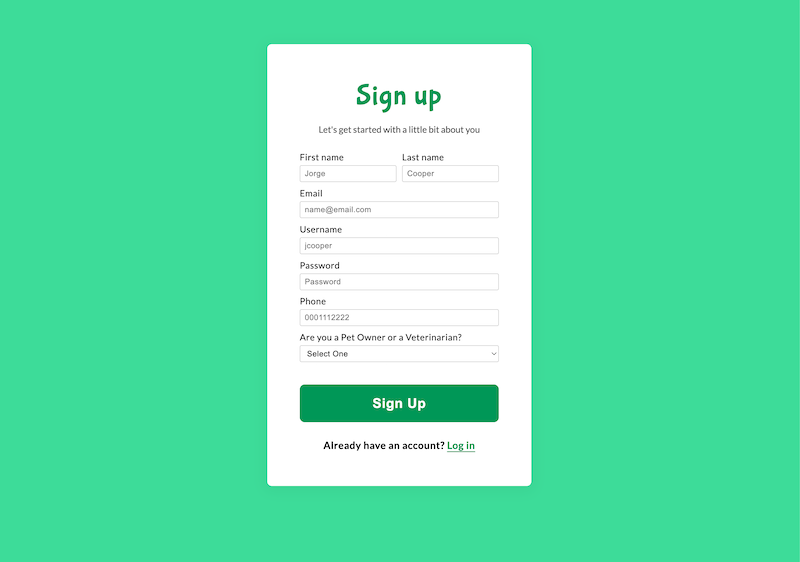 Sign up
Let's get started with a little bit about you
First name Last name
Jorge Cooper
Email
name@email.com
Username
jcooper
Password
Password
Phone
0001112222
Are you a Pet Owner or a Veterinarian?
Select One
Sign Up
Already have an account? Log in